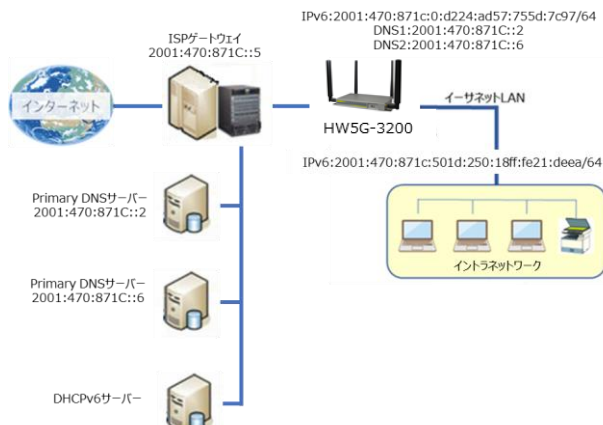 IPv6:2001:470:871c:0:d224:ad57:755d:7c97/64
DNS1:2001:470:871C::2
DNS2:2001:470:871C::6
ISPゲートウェイ
2001:470:871C::5
インターネット
イーサネットLAN
HW5G-3200
IPv6:2001:470:871c:501d:250:18ff:fe21:deea/64
Primary DNSサーバー
2001:470:871C::2
イントラネットワーク
Primary DNSサーバー
2001:470:871C::6
DHCPv6サーバー